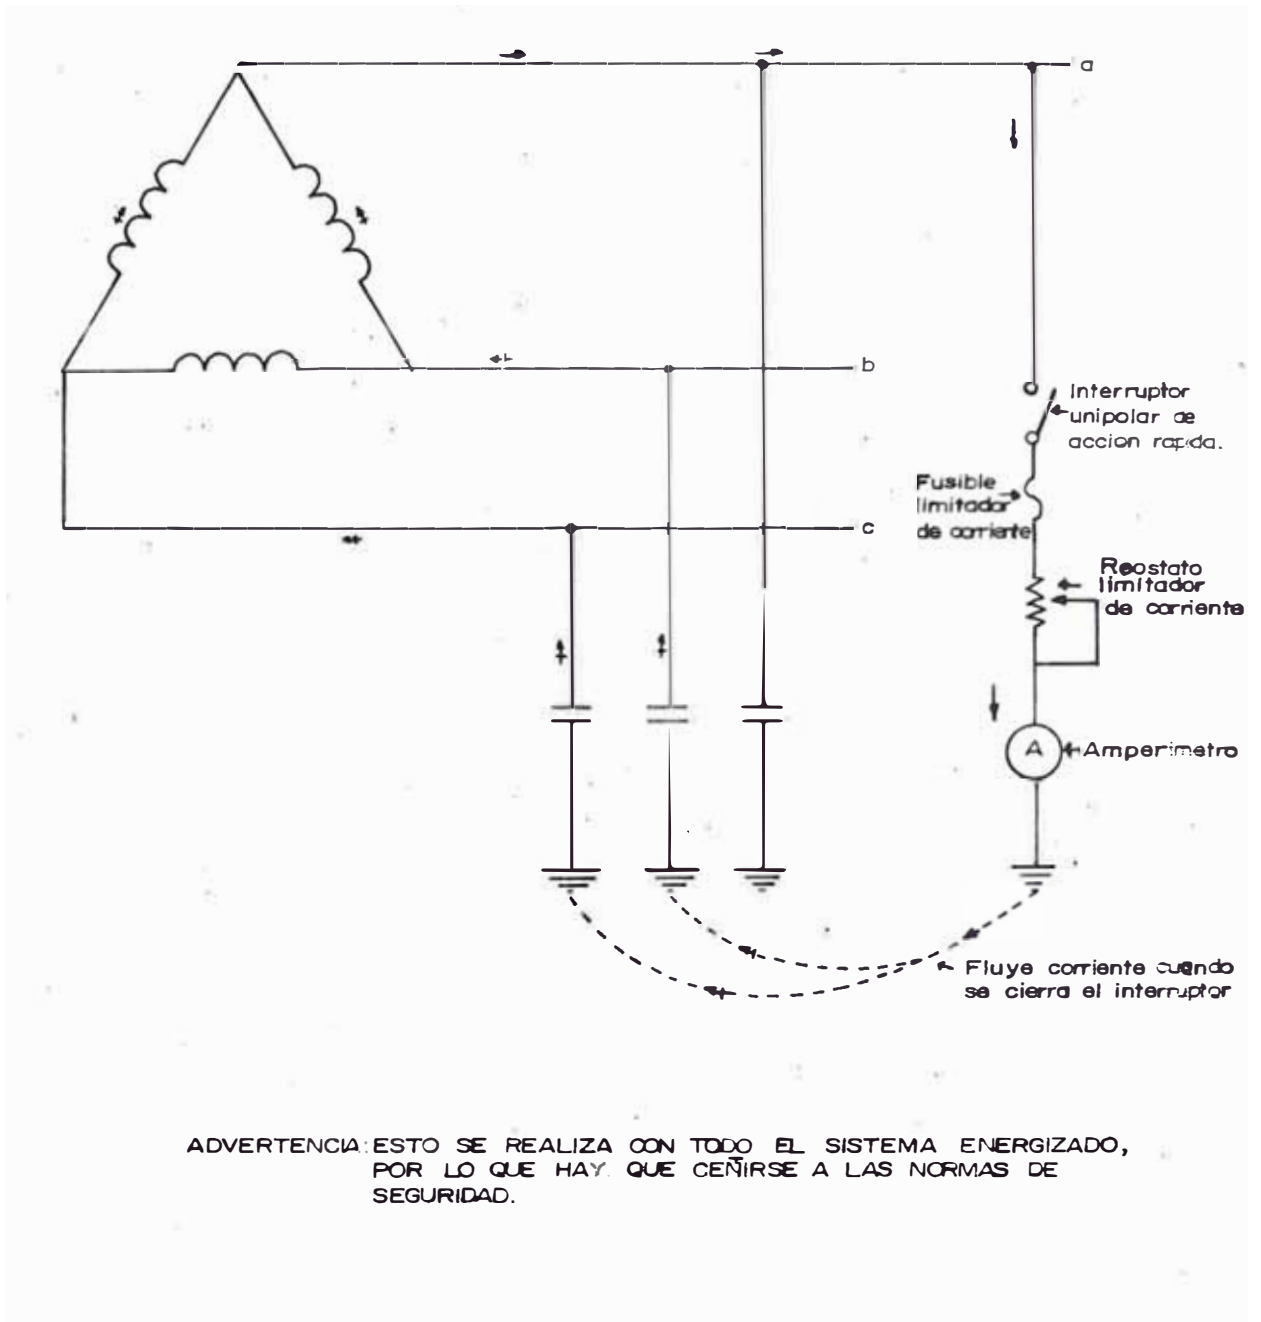 a
b
Interruptor
unipolar de
accion rapida.
Fusible
limitador
de corriente
c
Reostato
limitador
de corriente
A
Amperimetro
Fluye corriente cuando
se cierra el interruptor
ADVERTENCIA: ESTO SE REALIZA CON TODO EL SISTEMA ENERGIZADO,
POR LO QUE HAY QUE CEÑIRSE A LAS NORMAS DE
SEGURIDAD.